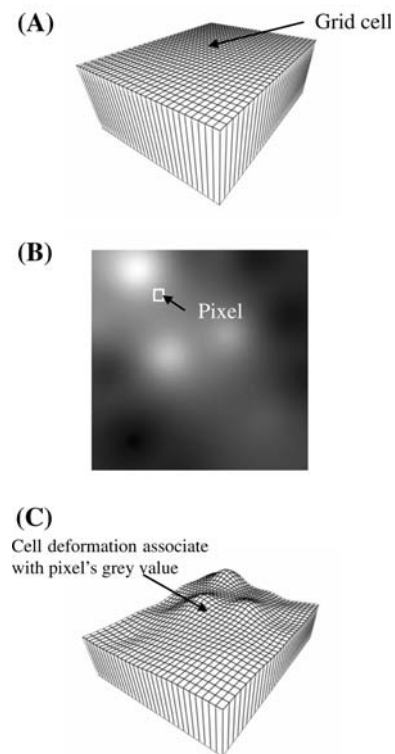 (A)
Grid cell
(B)
Pixel
(C)
Cell deformation associate
with pixel's grey value